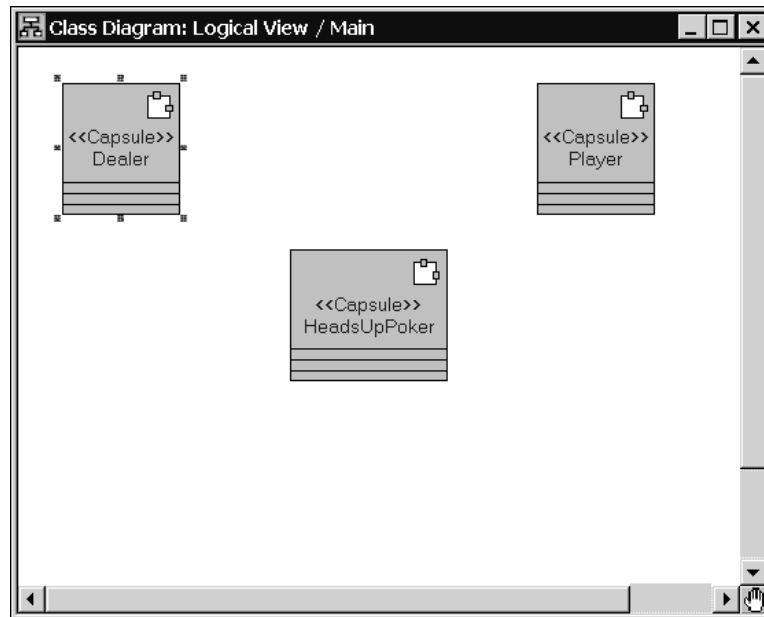 Class Diagram: Logical View / Main
<<Capsule>>
Dealer
<<Capsule>>
Player
<<Capsule>>
HeadsUpPoker